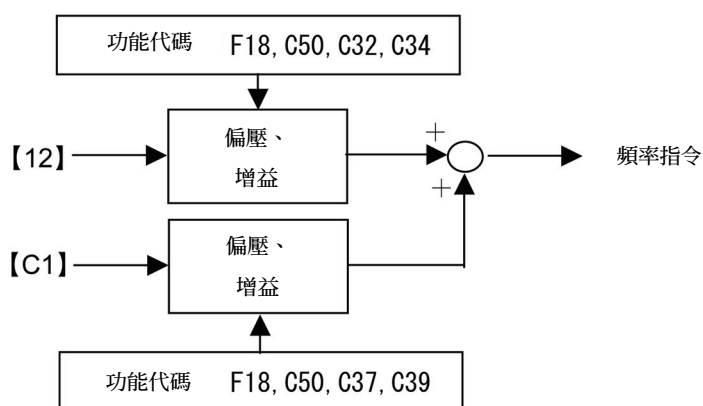 功能代碼 F18, C50, C32, C34
【12】
偏壓、
增益
+
頻率指令
+
【C1】
偏壓、
增益
功能代碼 F18, C50, C37, C39